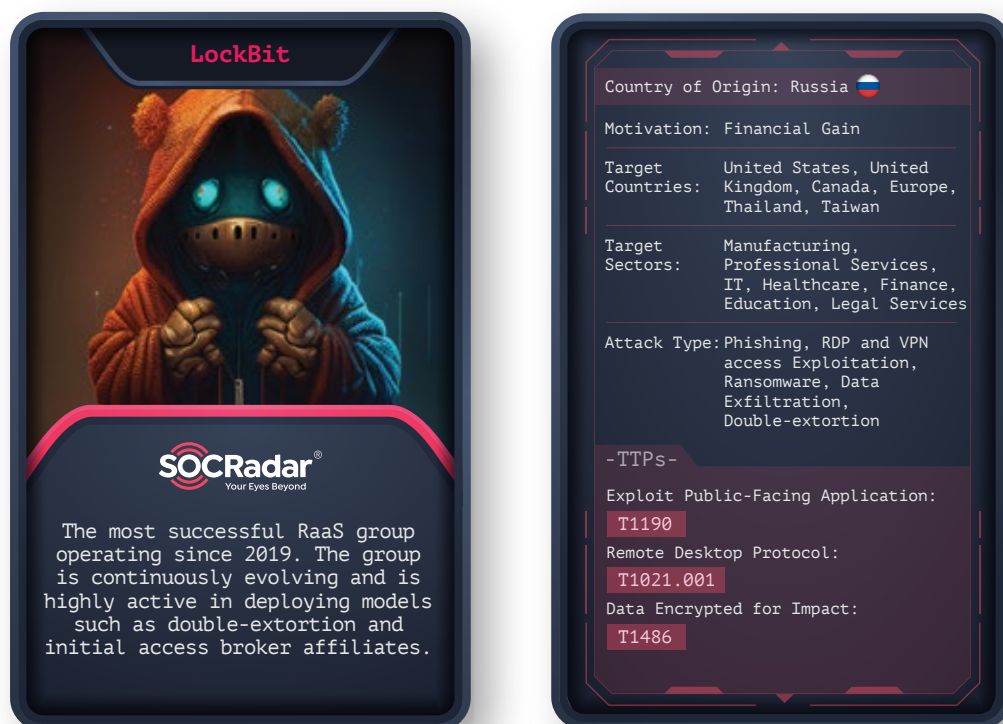 LockBit
SOCRadar®
Your Eyes Beyond
The most successful RaaS group
operating since 2019. The group
is continuously evolving and is
highly active in deploying models
such as double-extortion and
initial access broker affiliates.
Country of Origin: Russia
Motivation: Financial Gain
Target Countries: United States, United
Kingdom, Canada, Europe,
Thailand, Taiwan
Target Sectors: Manufacturing,
Professional Services,
IT, Healthcare, Finance,
Education, Legal Services
Attack Type: Phishing, RDP and VPN
access Exploitation,
Ransomware, Data
Exfiltration,
Double-extortion
-TTPs-
Exploit Public-Facing Application:
T1190
Remote Desktop Protocol:
T1021.001
Data Encrypted for Impact:
T1486